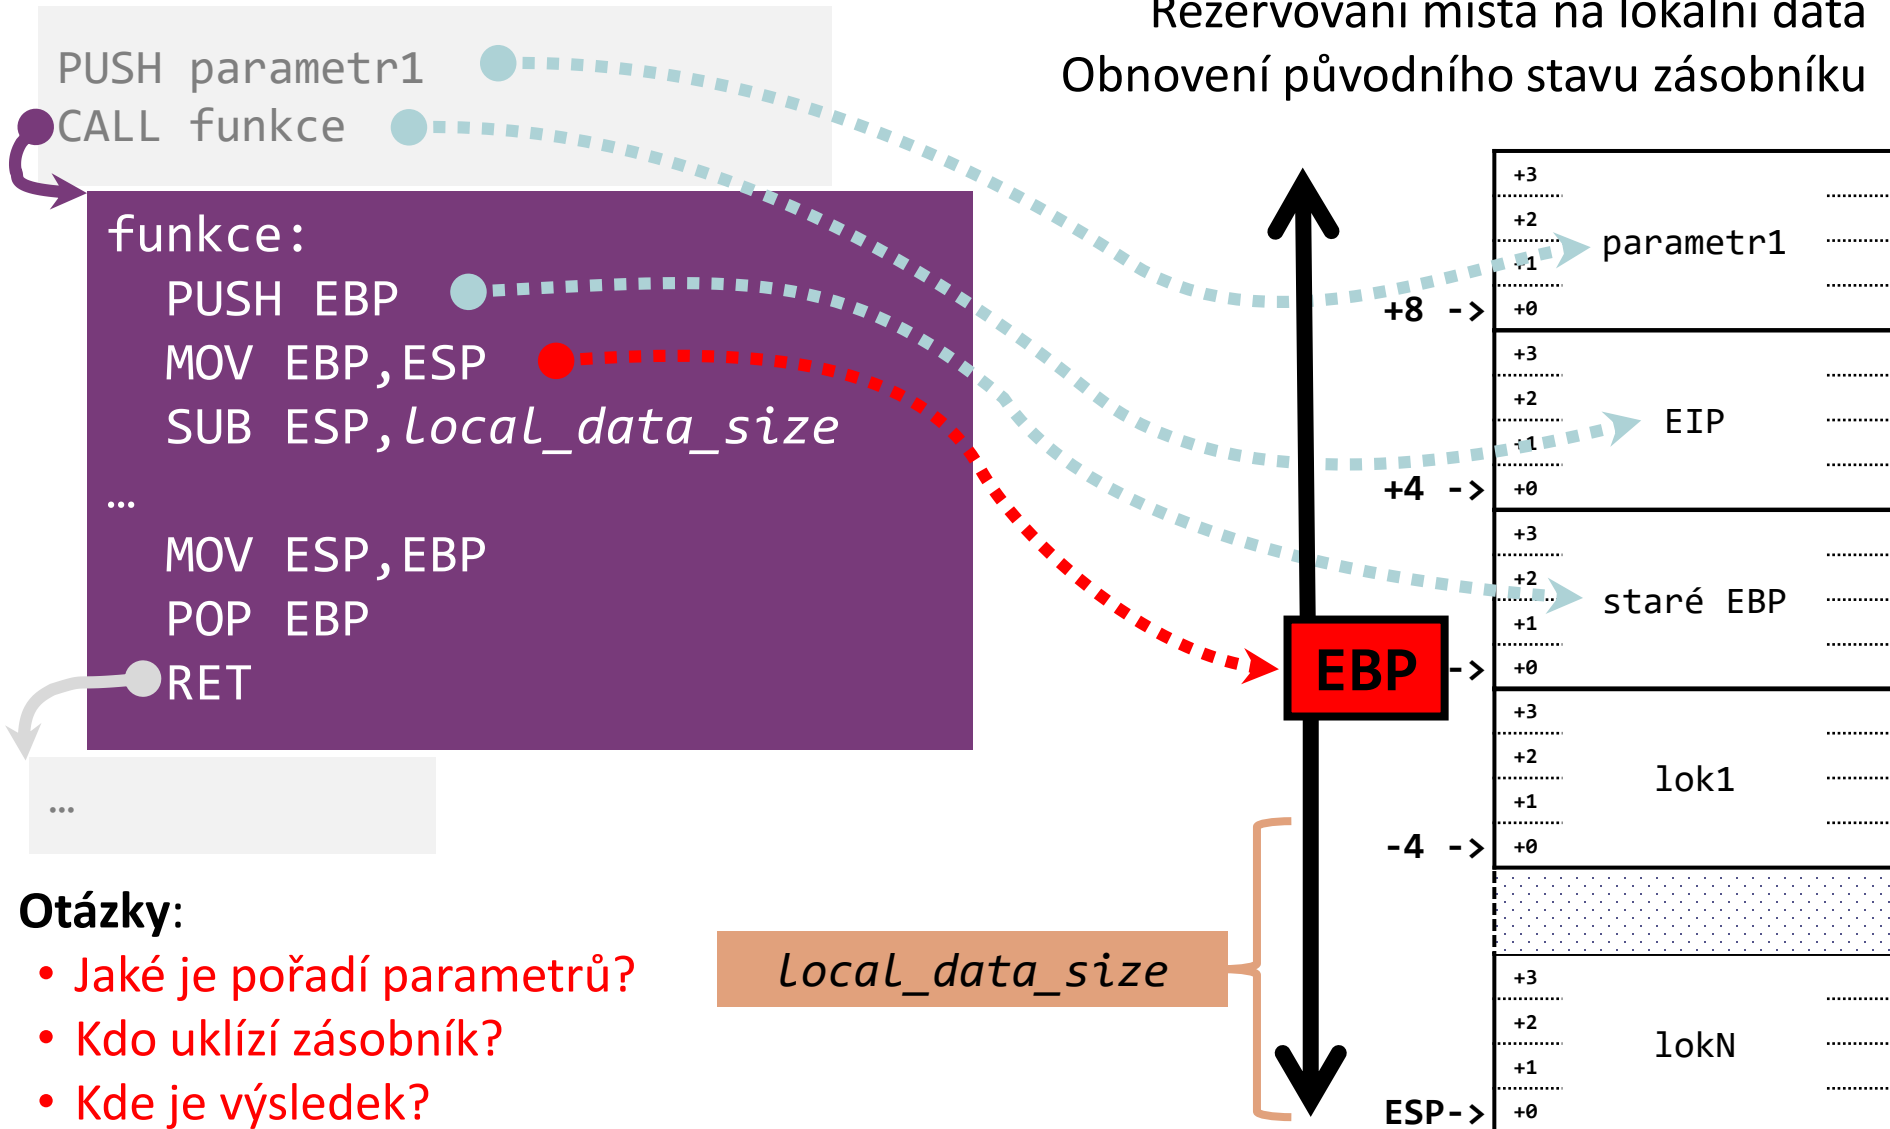 Rezervování místa na lokální data
Obnovení původního stavu zásobníku
PUSH parametr1
CALL funkce
funkce:
PUSH EBP
MOV EBP,ESP
SUB ESP,local_data_size
…
MOV ESP,EBP
POP EBP
RET
…
Otázky:
• Jaké je pořadí parametrů?
• Kdo uklízí zásobník?
• Kde je výsledek?
local_data_size
+3
+2
parametr1
+1
+8 -> +0
+3
+2
EIP
+1
+4 -> +0
+3
+2
staré EBP
+1
EBP -> +0
+3
+2
lok1
+1
-4 -> +0
+3
+2
lokN
+1
ESP-> +0